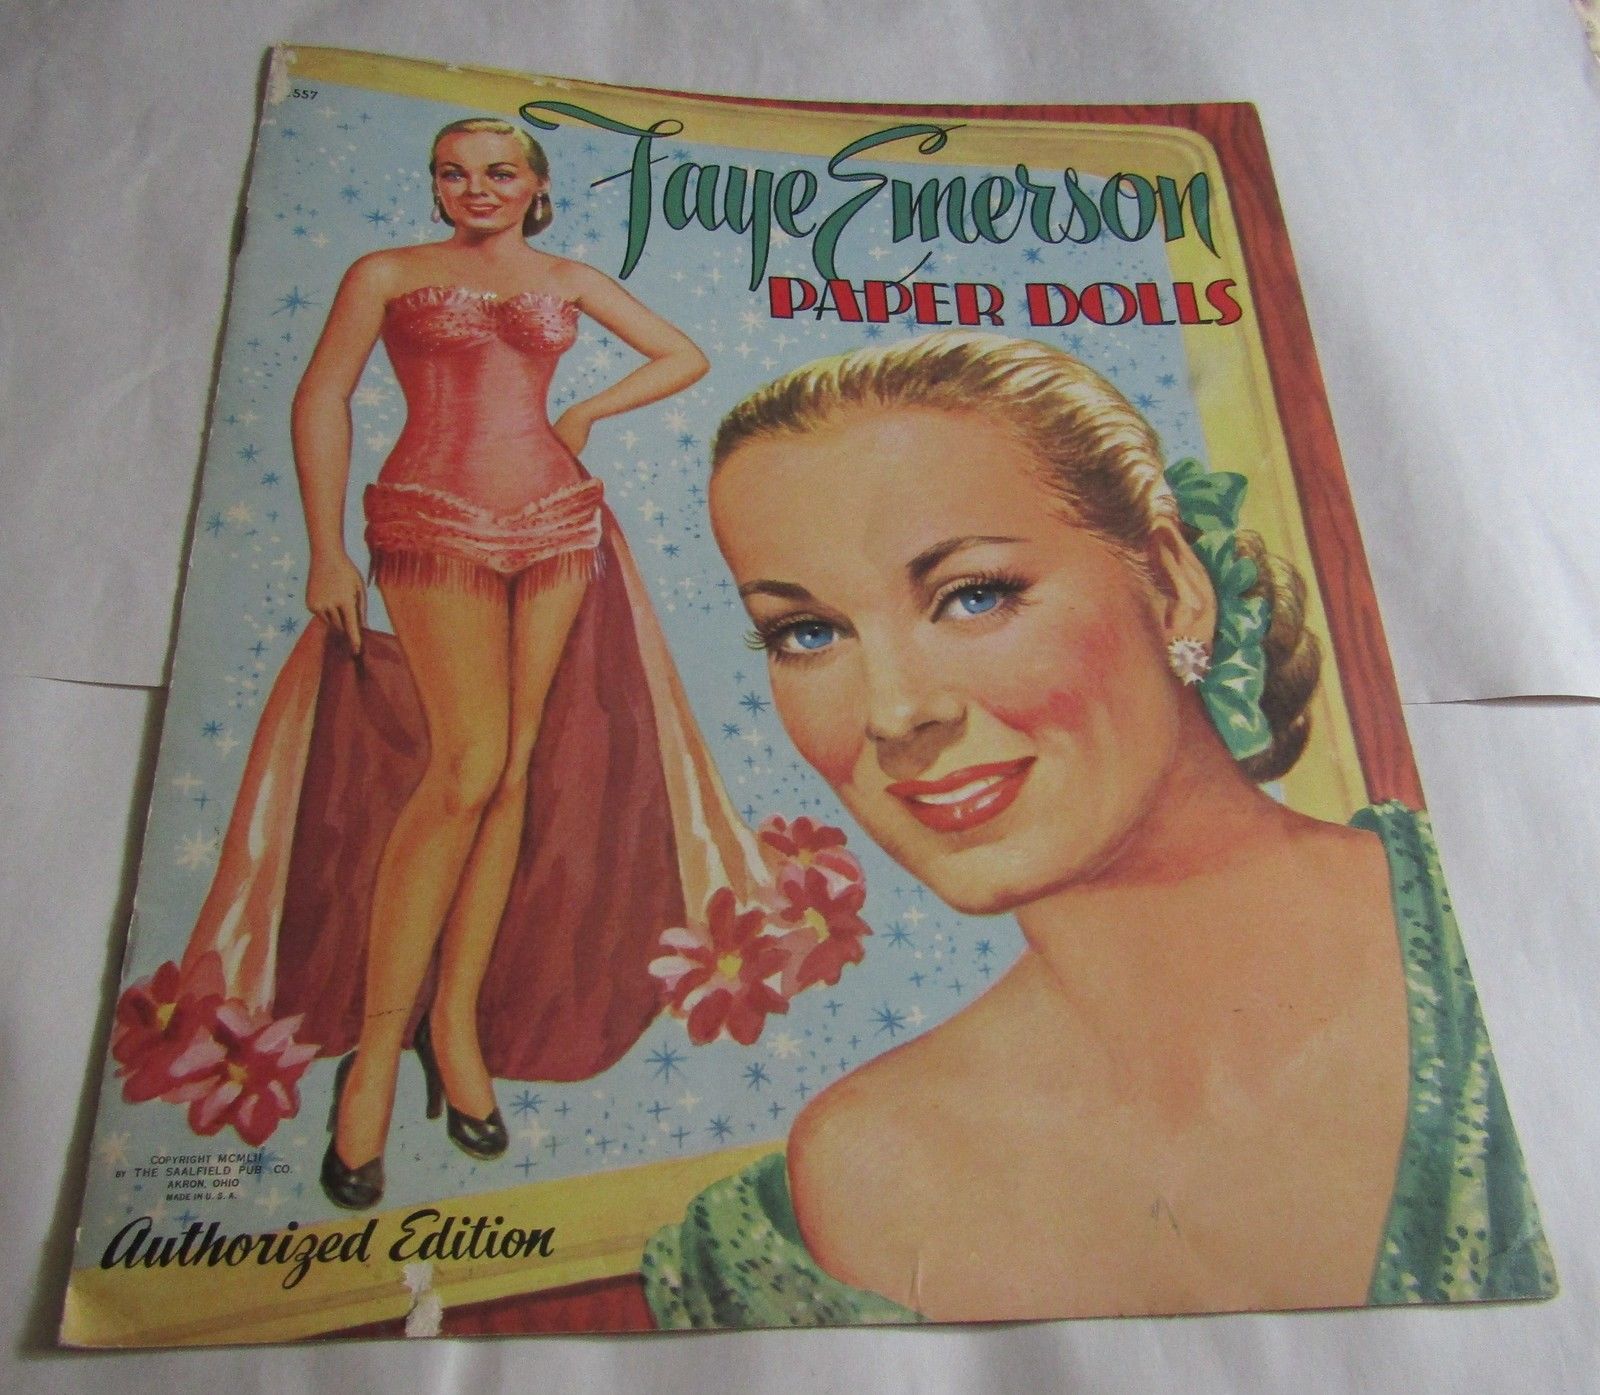 .557
Faye Emerson
PAPER DOLLS
COPYRIGHT MCMLII
BY THE SAALFIELD PUB. CO.
AKRON, OHIO
MADE IN U. S. A.
Authorized Edition